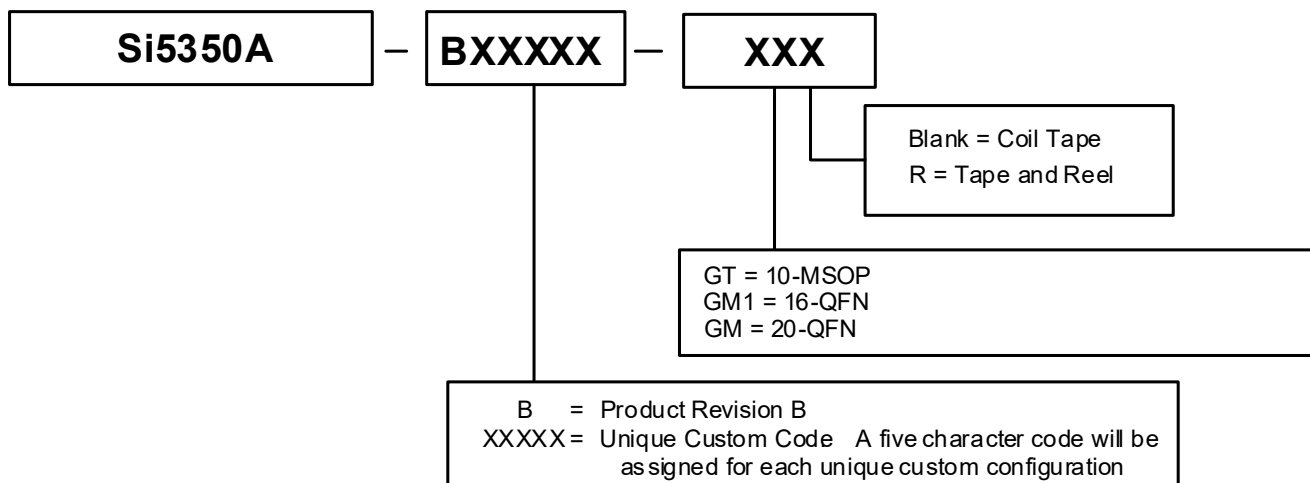 Si5350A – BXXXXX – XXX
Blank = Coil Tape
R = Tape and Reel
GT = 10-MSOP
GM1 = 16-QFN
GM = 20-QFN
B = Product Revision B
XXXXX = Unique Custom Code A five character code will be
assigned for each unique custom configuration